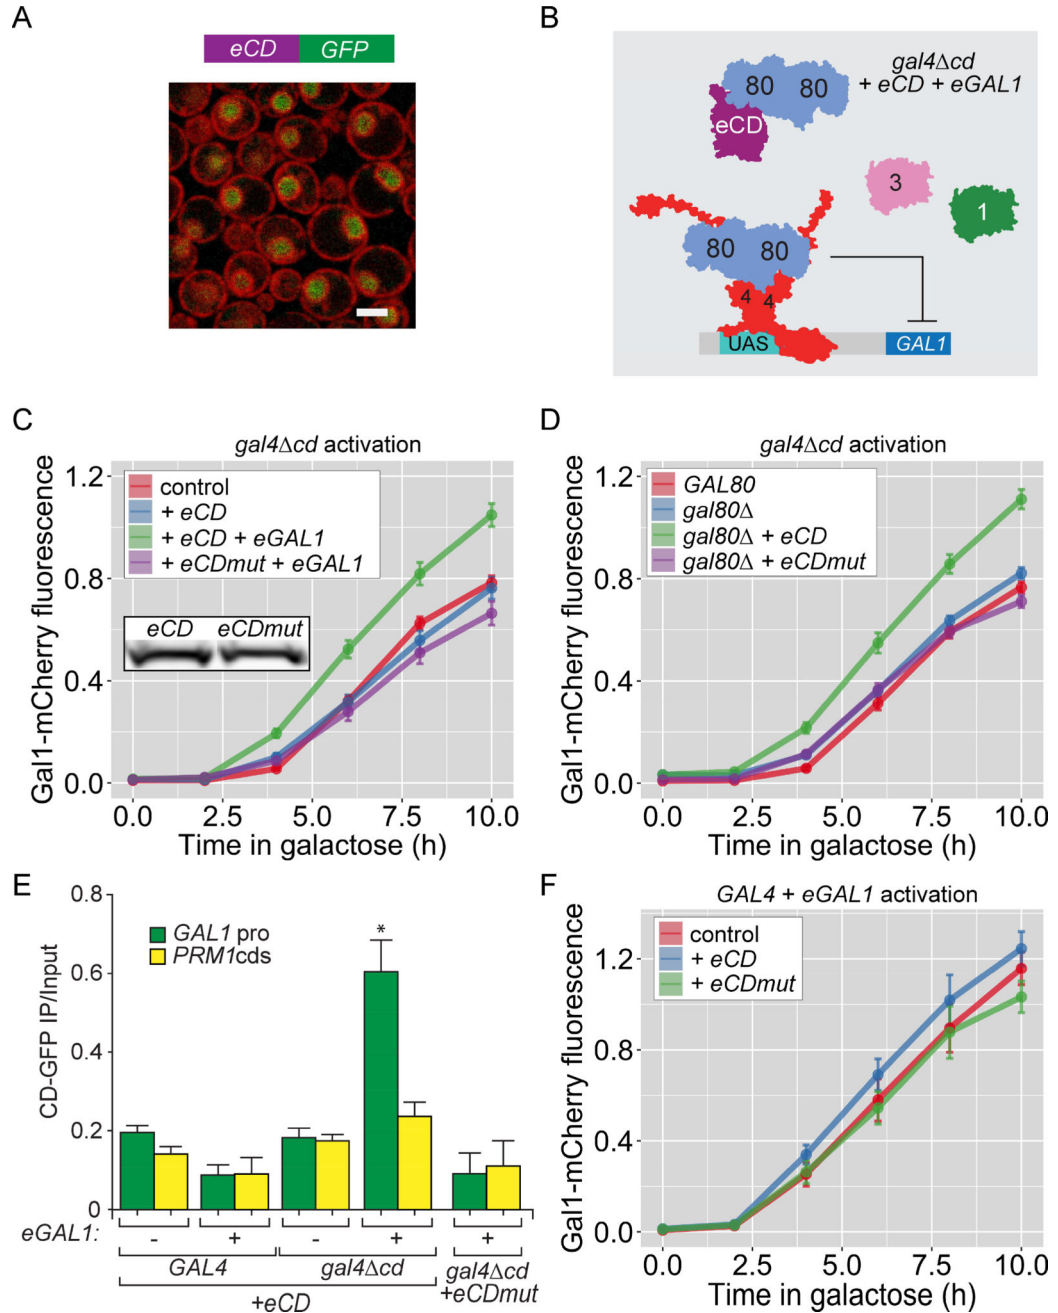 A
eCD GFP
B
gal4Δcd
+ eCD + eGAL1
80 80
eCD
3
1
80 80
4 4
UAS
GAL1
C
gal4Δcd activation
Gal1-mCherry fluorescence
1.2
0.8
0.4
0.0
control
+ eCD
+ eCD + eGAL1
+ eCDmut + eGAL1
eCD eCDmut
0.0 2.5 5.0 7.5 10.0
Time in galactose (h)
D
gal4Δcd activation
Gal1-mCherry fluorescence
1.2
0.8
0.4
0.0
GAL80
gal80Δ
gal80Δ + eCD
gal80Δ + eCDmut
0.0 2.5 5.0 7.5 10.0
Time in galactose (h)
E
CD-GFP IP/Input
0.8
0.6
0.4
0.2
0
GAL1 pro
PRM1cds
*
eGAL1: - + - + +
GAL4 gal4Δcd gal4Δcd
+eCDmut
+eCD
F
GAL4 + eGAL1 activation
Gal1-mCherry fluorescence
1.2
0.8
0.4
0.0
control
+ eCD
+ eCDmut
0.0 2.5 5.0 7.5 10.0
Time in galactose (h)